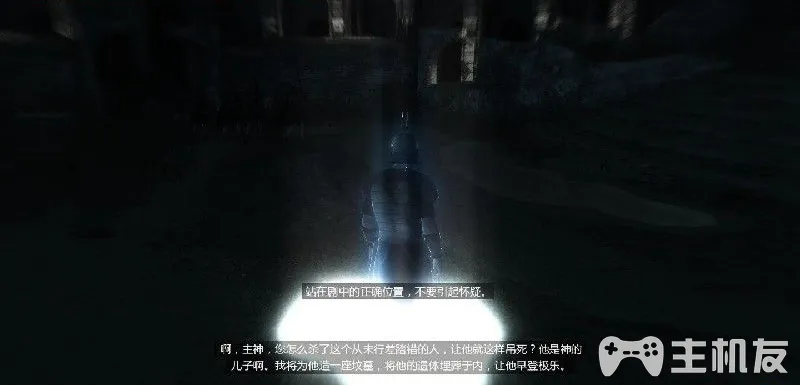 站在剧中的正确位置，不要引起怀疑。
啊，主神，您怎么杀了这个从未行差踏错的人，让他就这样吊死？他是神的
儿子啊。我将为他造一座坟墓，将他的遗体埋葬于内，让他早登极乐。
主机友